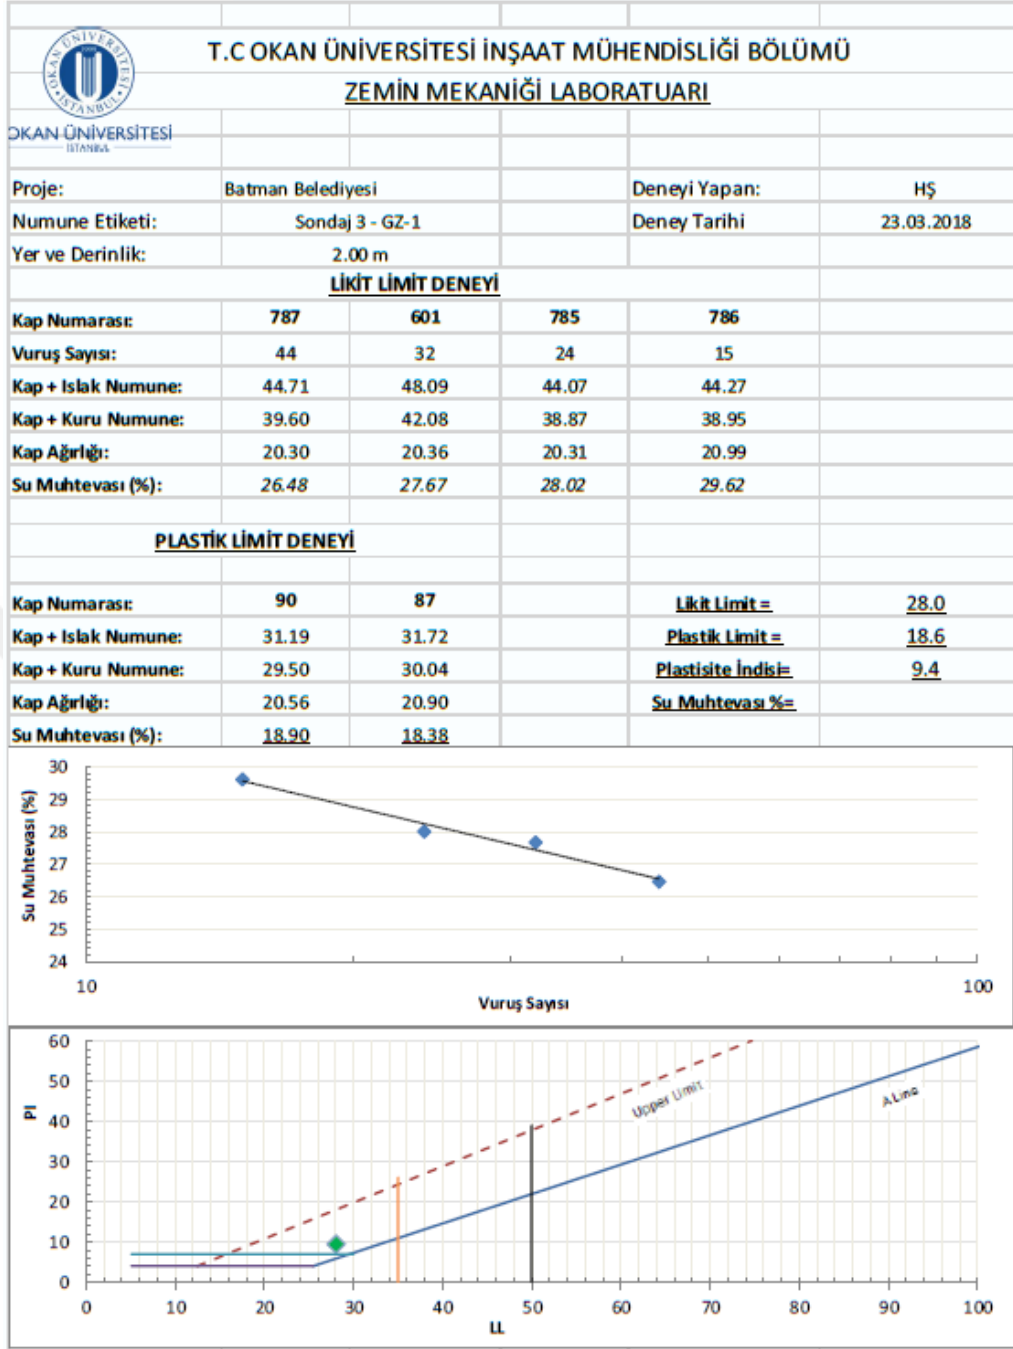 OKAN ÜNİVERSİTESİ
İSTANBUL
1999
OKAN ÜNİVERSİTESİ
İSTANBUL
T.C OKAN ÜNİVERSİTESİ İNŞAAT MÜHENDİSLİĞİ BÖLÜMÜ
ZEMİN MEKANİĞİ LABORATUARI
Proje: Batman Belediyesi Deneyi Yapan: HŞ
Numune Etiketi: Sondaj 3 - GZ-1 Deney Tarihi 23.03.2018
Yer ve Derinlik: 2.00 m
LİKİT LİMİT DENEYİ
Kap Numarası: 787 601 785 786
Vuruş Sayısı: 44 32 24 15
Kap + Islak Numune: 44.71 48.09 44.07 44.27
Kap + Kuru Numune: 39.60 42.08 38.87 38.95
Kap Ağırlığı: 20.30 20.36 20.31 20.99
Su Muhtevası (%): 26.48 27.67 28.02 29.62
PLASTİK LİMİT DENEYİ
Kap Numarası: 90 87 Likit Limit = 28.0
Kap + Islak Numune: 31.19 31.72 Plastik Limit = 18.6
Kap + Kuru Numune: 29.50 30.04 Plastisite İndisi= 9.4
Kap Ağırlığı: 20.56 20.90 Su Muhtevası %=
Su Muhtevası (%): 18.90 18.38
Su Muhtevası (%)
30
29
28
27
26
25
24
10 100
Vuruş Sayısı
PI
60
50
40
30
20
10
0
Upper Limit
A Line
0 10 20 30 40 50 60 70 80 90 100
LL